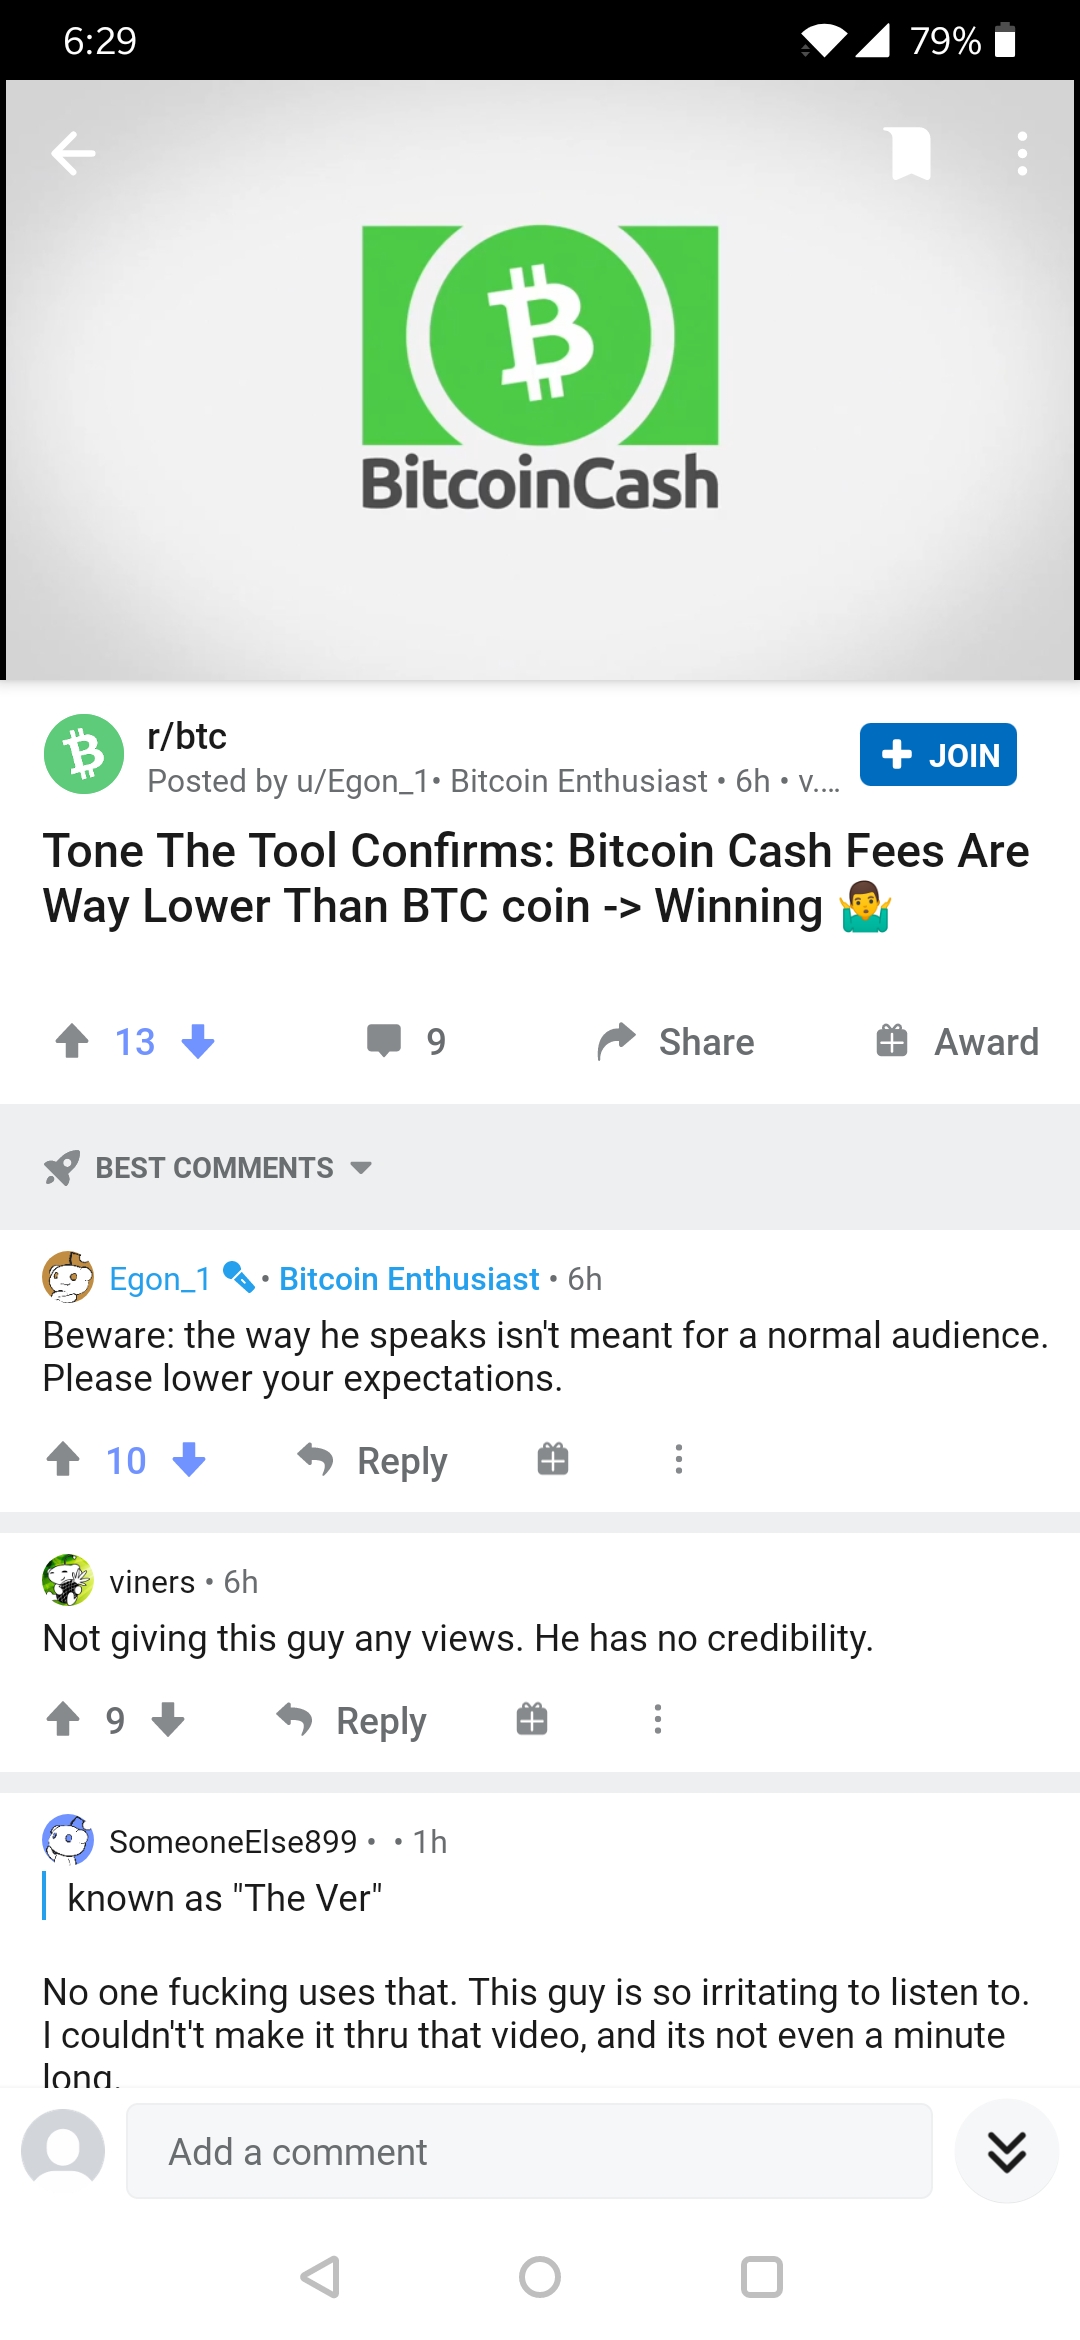 6:29
79%
BitcoinCash
r/btc
Posted by u/Egon_1• Bitcoin Enthusiast • 6h • v....
JOIN
Tone The Tool Confirms: Bitcoin Cash Fees Are
Way Lower Than BTC coin -> Winning 🤷‍♂️
13
9
Share
Award
BEST COMMENTS
Egon_1 • Bitcoin Enthusiast • 6h
Beware: the way he speaks isn't meant for a normal audience.
Please lower your expectations.
10
Reply
viners • 6h
Not giving this guy any views. He has no credibility.
9
Reply
SomeoneElse899 • • 1h
known as "The Ver"
No one fucking uses that. This guy is so irritating to listen to.
I couldn't't make it thru that video, and its not even a minute
long.
Add a comment